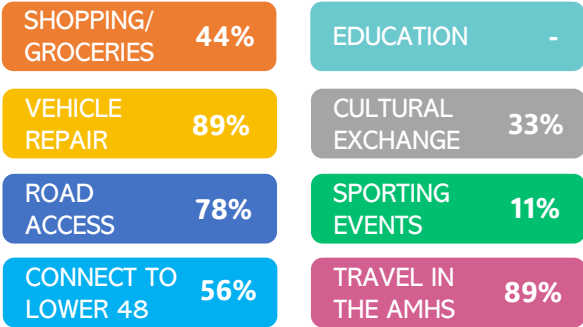 SHOPPING/
GROCERIES 44%
EDUCATION -
VEHICLE
REPAIR 89%
CULTURAL
EXCHANGE 33%
ROAD
ACCESS 78%
SPORTING
EVENTS 11%
CONNECT TO
LOWER 48 56%
TRAVEL IN
THE AMHS 89%